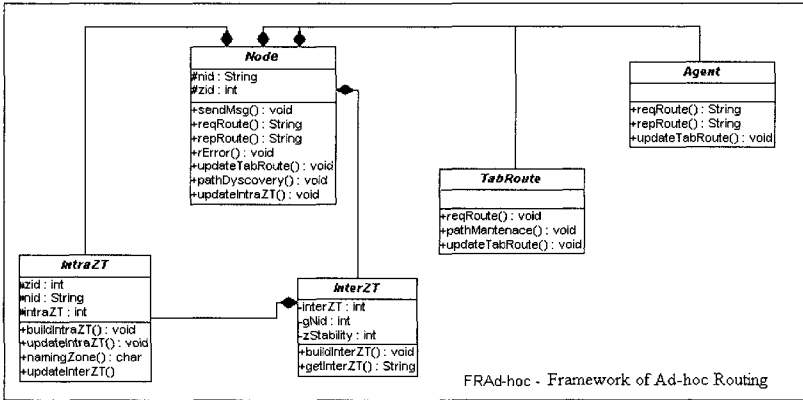 Node
#nid : String
#zid : int
+sendMsg() : void
+reqRoute() : String
+repRoute() : String
+rError() : void
+updateTabRoute() : void
+pathDyscovery() : void
+updateIntraZT() : void
Agent
+reqRoute() : String
+repRoute() : String
+updateTabRoute() : void
TabRoute
+reqRoute() : void
+pathMantenace() : void
+updateTabRoute() : void
IntraZT
#zid : int
#nid : String
#intraZT : int
+buildIntraZT() : void
+updateIntraZT() : void
+namingZone() : char
+updateInterZT()
InterZT
-interZT : int
-gNid : int
-zStability : int
+buildInterZT() : void
+getInterZT() : String
FRAd-hoc - Framework of Ad-hoc Routing